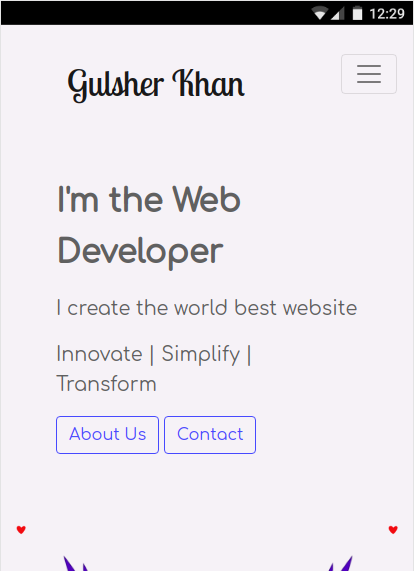 12:29
Gulsher Khan
I'm the Web
Developer
I create the world best website
Innovate | Simplify |
Transform
About Us Contact